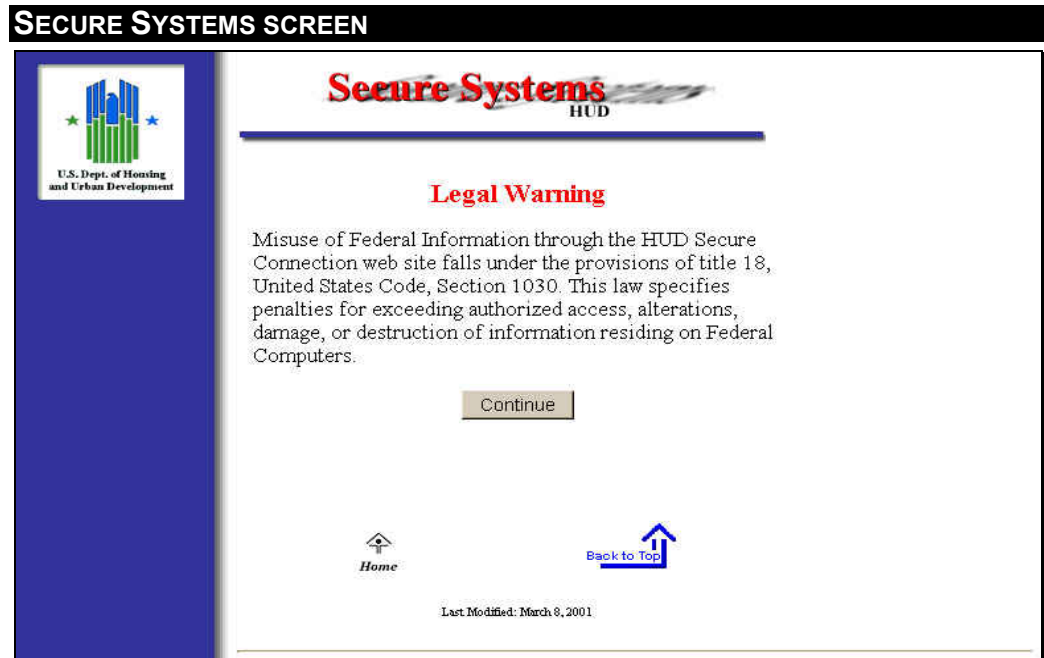 SECURE SYSTEMS SCREEN
U.S. Dept. of Housing
and Urban Development
Secure Systems
HUD
Legal Warning
Misuse of Federal Information through the HUD Secure
Connection web site falls under the provisions of title 18,
United States Code, Section 1030. This law specifies
penalties for exceeding authorized access, alterations,
damage, or destruction of information residing on Federal
Computers.
Continue
Home
Back to Top
Last Modified: March 8, 2001